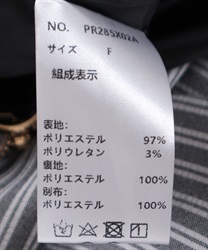 NO. PR285X02A
サイズ F
組成表示
表地:
ポリエステル 97%
ポリウレタン 3%
裏地:
ポリエステル 100%
別布:
ポリエステル 100%